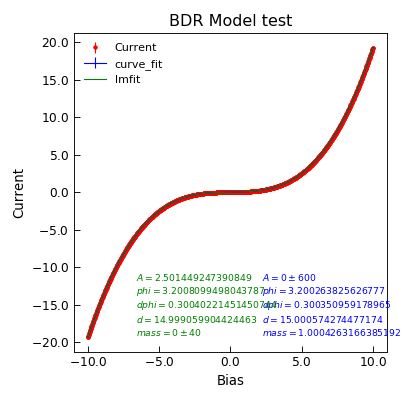 BDR Model test
20.0
15.0
10.0
5.0
0.0
−5.0
−10.0
−15.0
−20.0
Current
Current
curve_fit
lmfit
A = 2.501449247390849
phi = 3.2008099498043787
dphi = 0.3004022145145074
d = 14.999059904424463
mass = 0 ± 40
A = 0 ± 600
phi = 3.200263825626777
dphi = 0.300350959178965
d = 15.000574274477174
mass = 1.0004263166385192
−10.0 −5.0 0.0 5.0 10.0
Bias